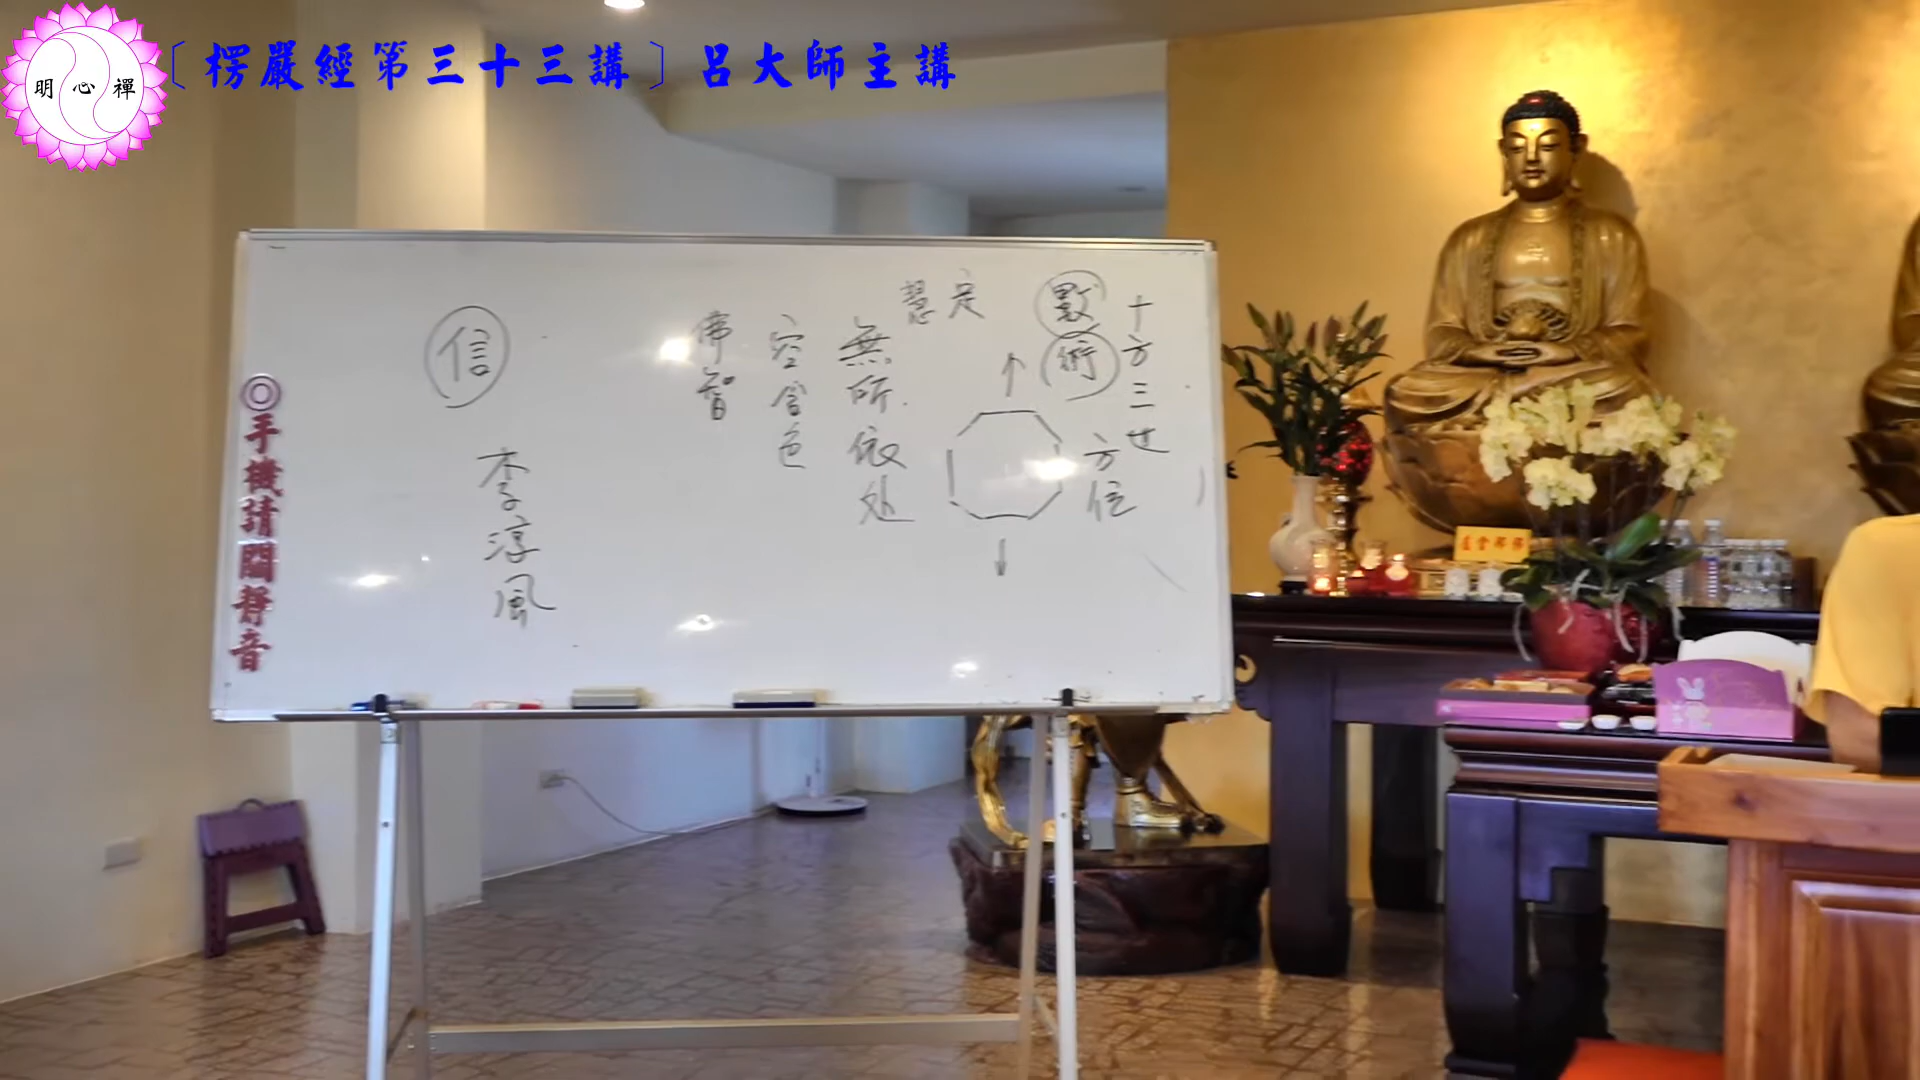 明心禪
〔楞嚴經第三十三講〕呂大師主講
十方三世
數術
方位
定
慧
無所依处
空含色
佛智
信
李淳風
◎手機請關靜音